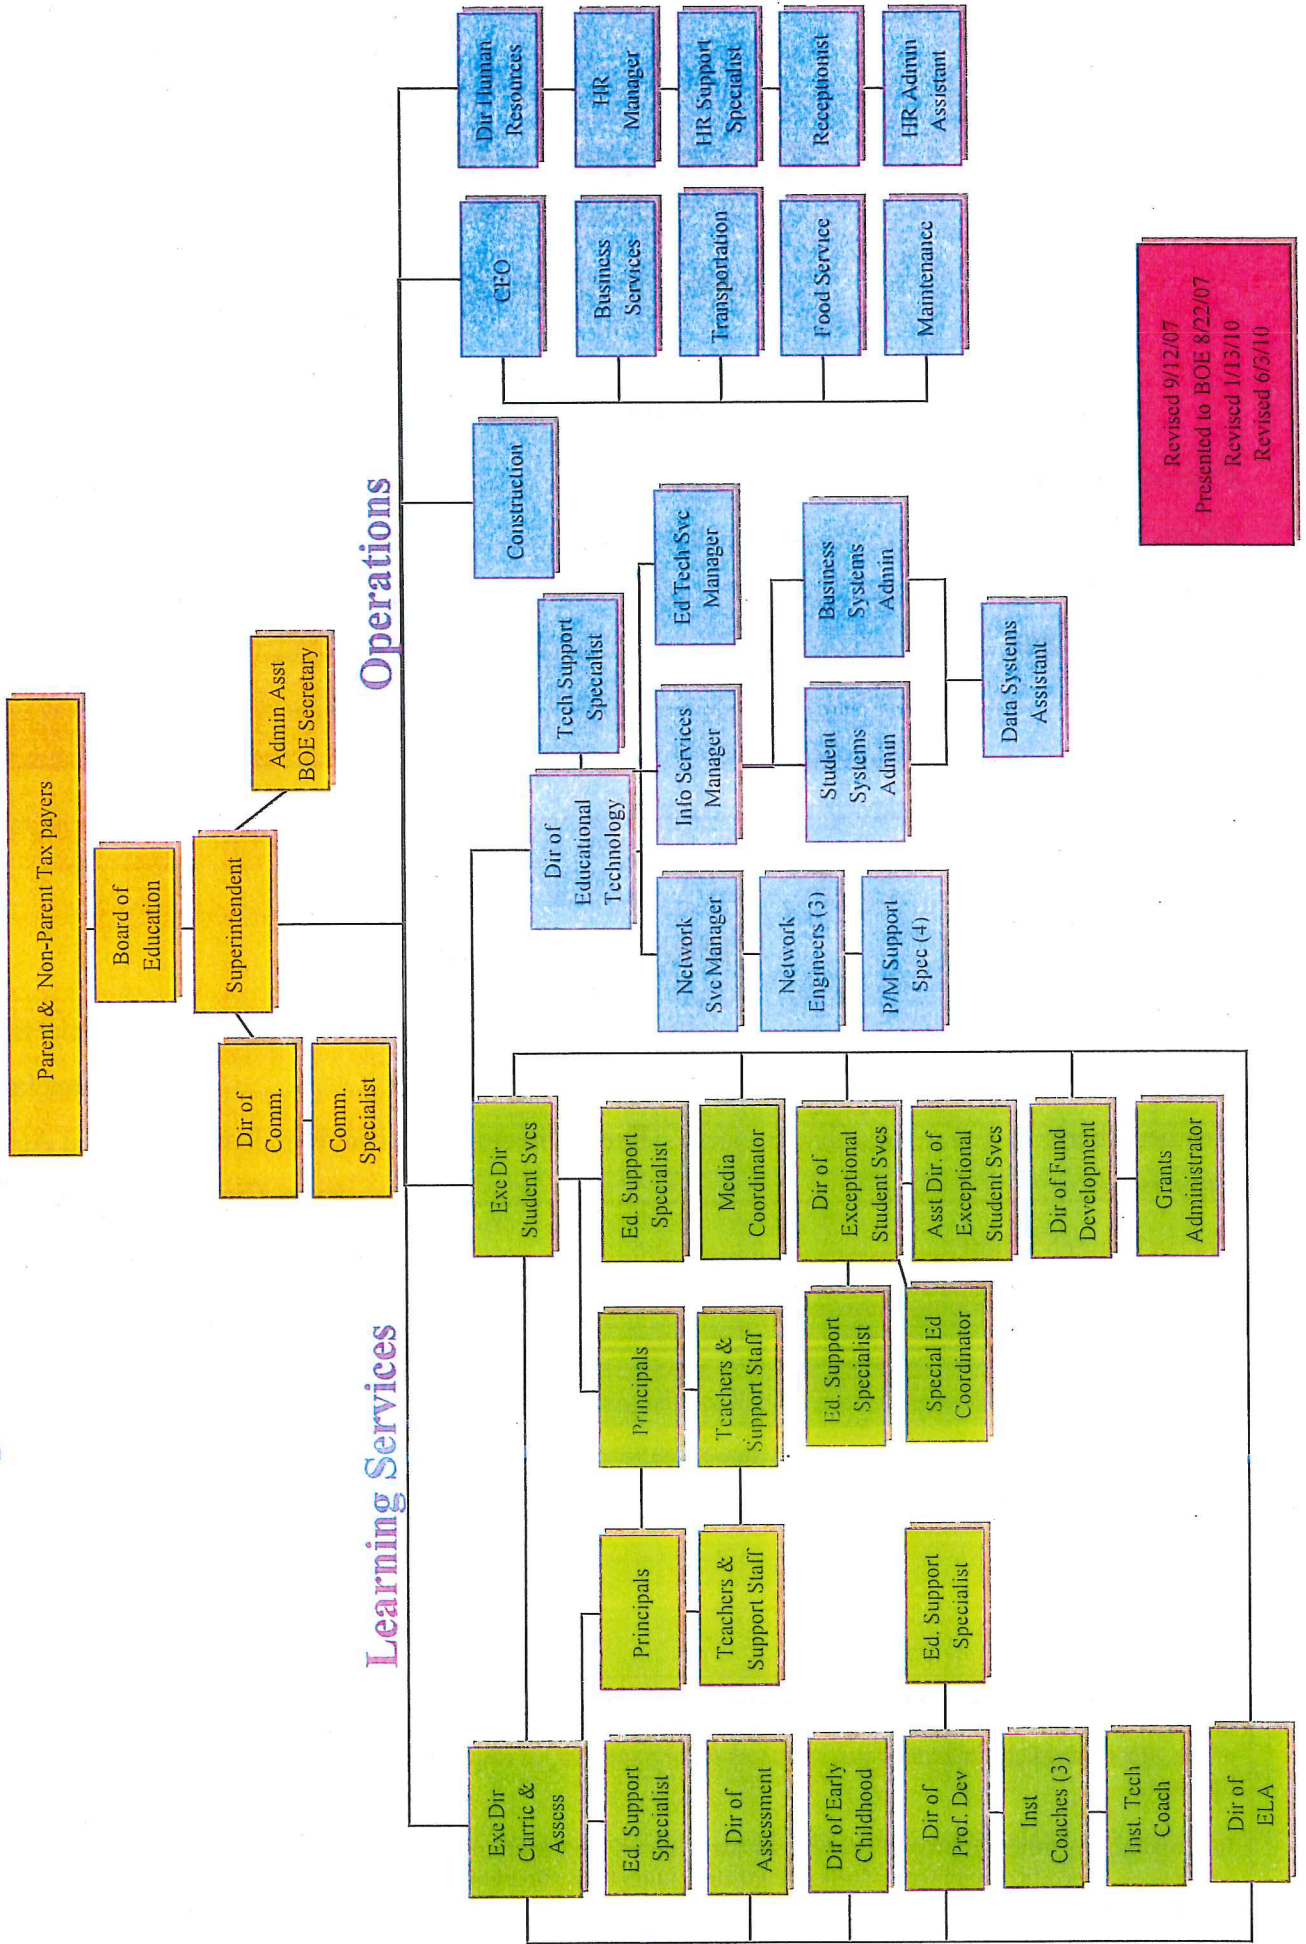 Parent & Non-Parent Tax payers
Board of
Education
Superintendent
Admin Asst
BOE Secretary
Dir of
Comm.
Comm.
Specialist
Learning Services
Operations
Exe Dir
Curric &
Assess
Ed. Support
Specialist
Dir of
Assessment
Dir of Early
Childhood
Dir of
Prof. Dev
Ed. Support
Specialist
Inst
Coaches (3)
Inst. Tech
Coach
Dir of
ELA
Principals
Teachers &
Support Staff
Principals
Teachers &
Support Staff
Exe Dir
Student Svcs
Ed. Support
Specialist
Media
Coordinator
Dir of
Exceptional
Student Svcs
Ed. Support
Specialist
Special Ed
Coordinator
Asst Dir. of
Exceptional
Student Svcs
Dir of Fund
Development
Grants
Administrator
Dir of
Educational
Technology
Tech Support
Specialist
Network
Svc Manager
Network
Engineers (3)
P/M Support
Spec (4)
Info Services
Manager
Ed Tech Svc
Manager
Student
Systems
Admin
Business
Systems
Admin
Data Systems
Assistant
Construction
CFO
Business
Services
Transportation
Food Service
Maintenance
Dir Human
Resources
HR
Manager
HR Support
Specialist
Receptionist
HR Admin
Assistant
Revised 9/12/07
Presented to BOE 8/22/07
Revised 1/13/10
Revised 6/3/10